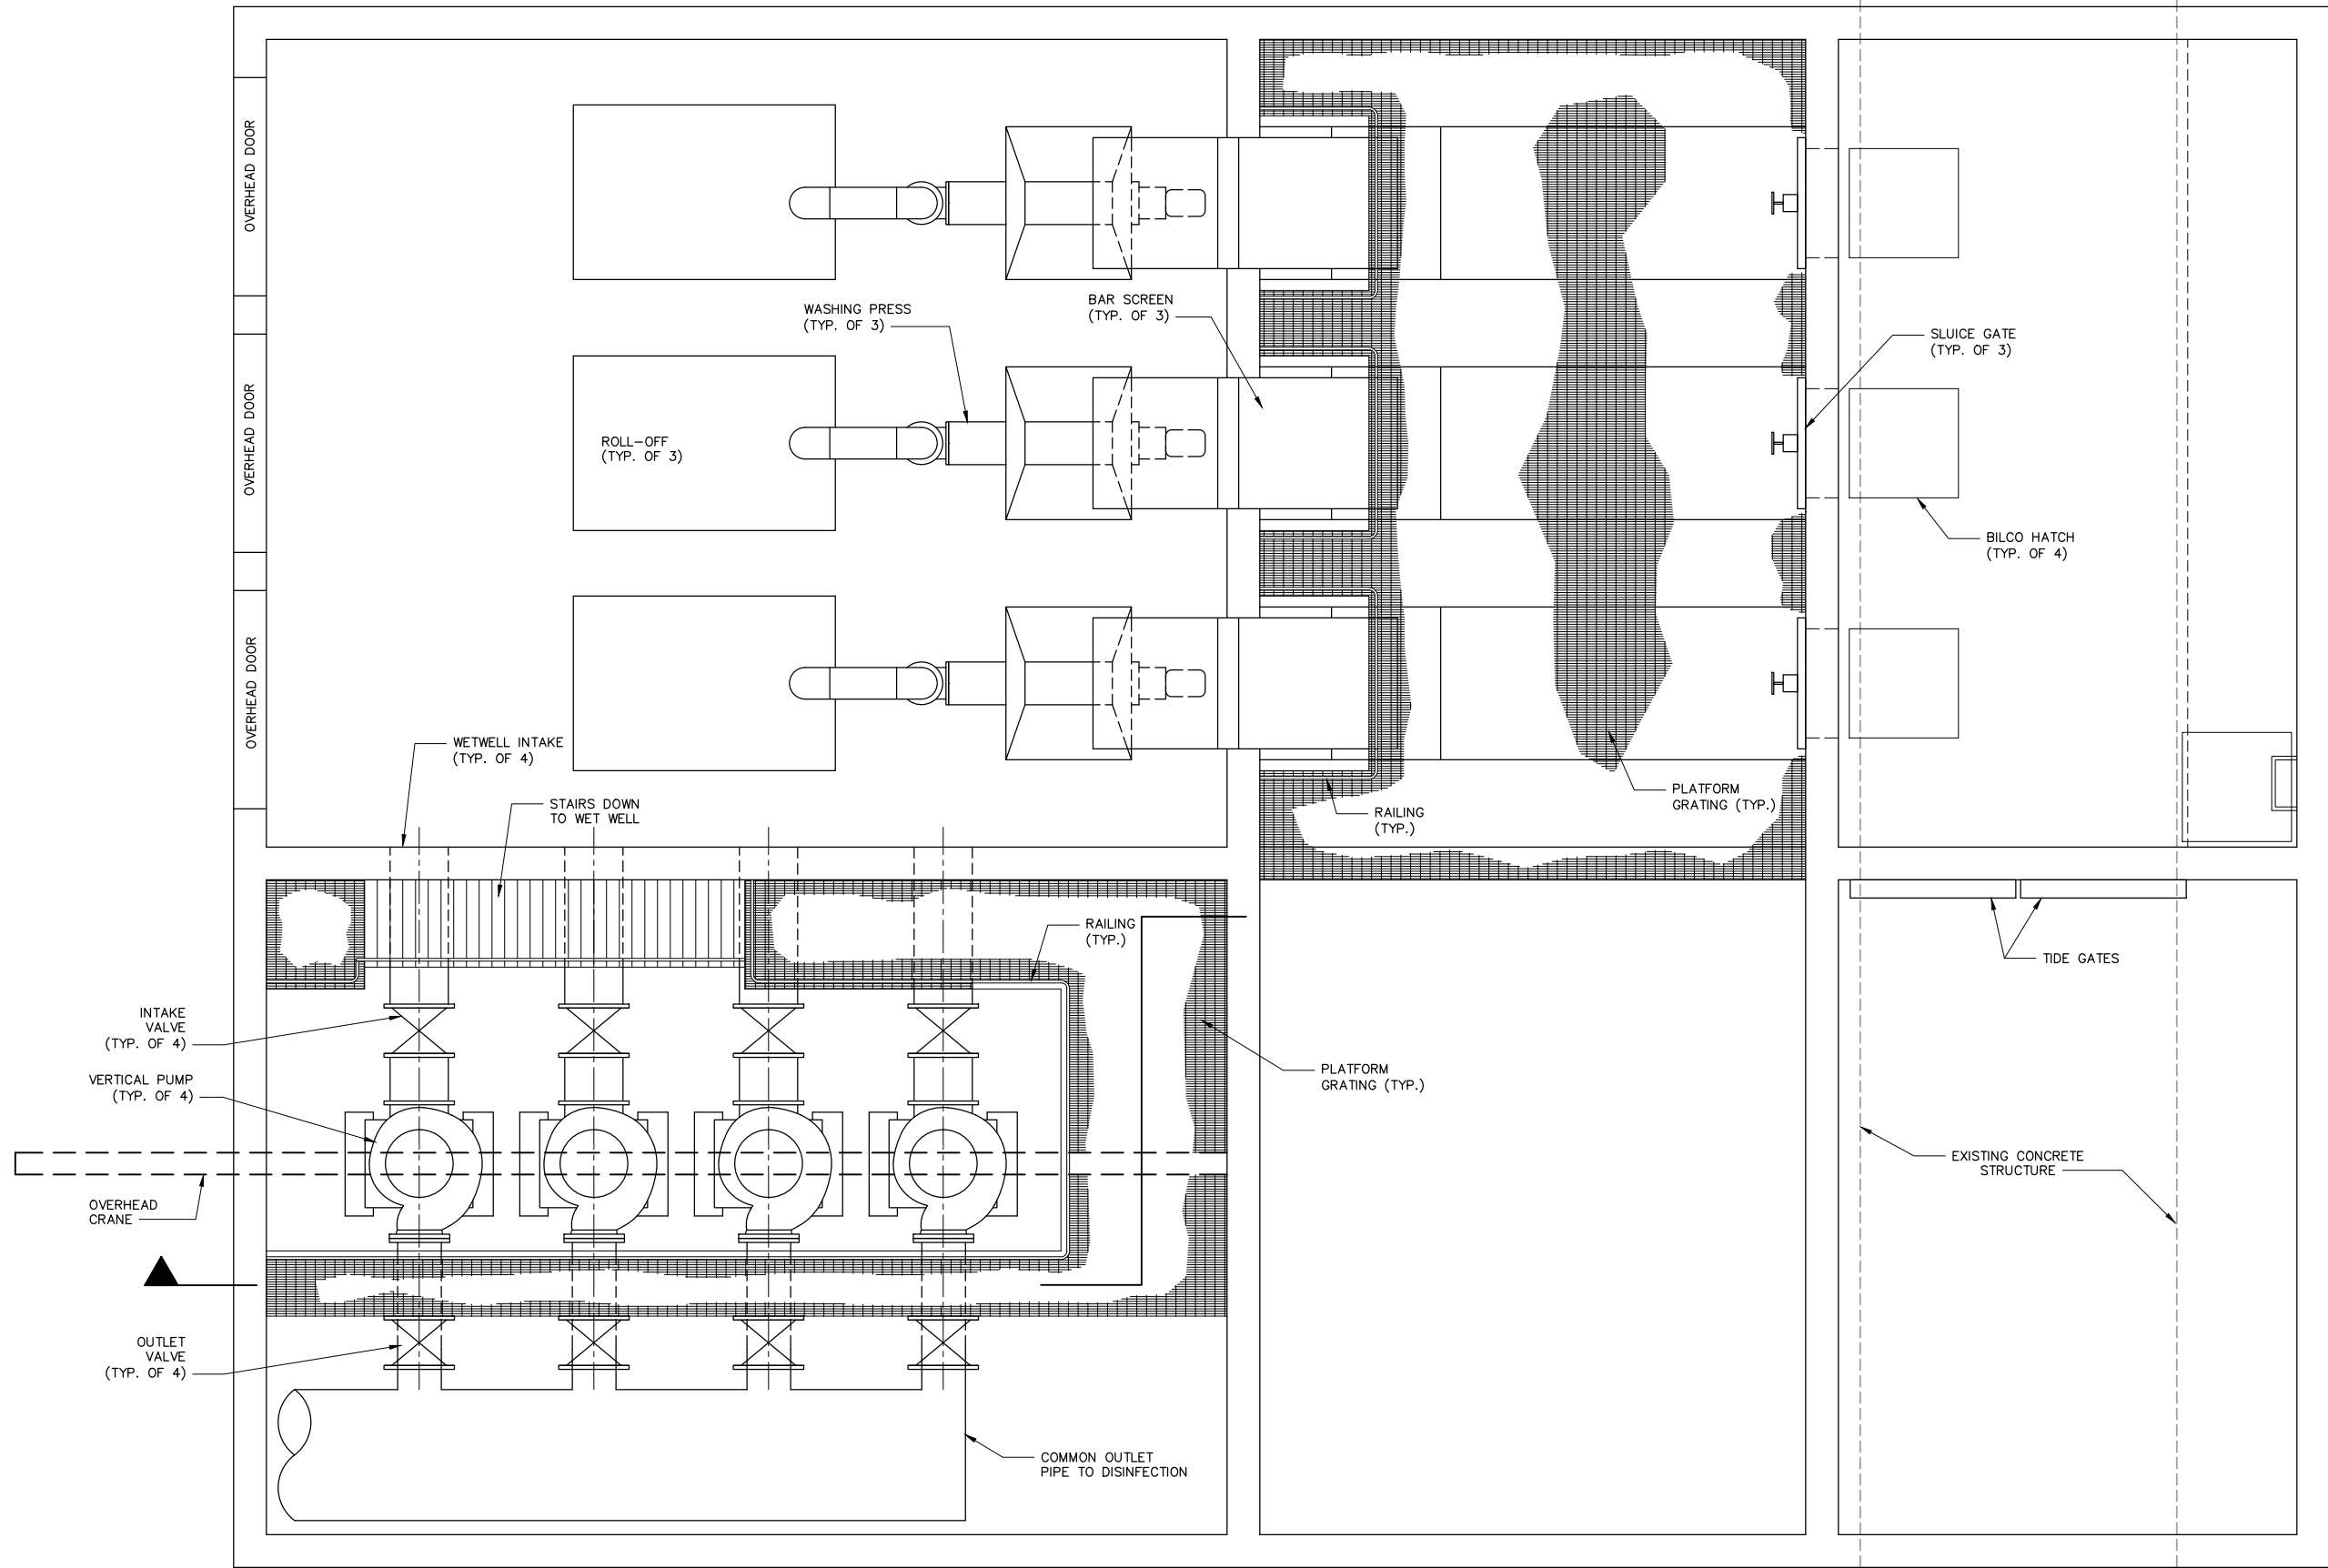 OVERHEAD DOOR
OVERHEAD DOOR
OVERHEAD DOOR
WASHING PRESS
(TYP. OF 3)
BAR SCREEN
(TYP. OF 3)
SLUICE GATE
(TYP. OF 3)
ROLL-OFF
(TYP. OF 3)
BILCO HATCH
(TYP. OF 4)
WETWELL INTAKE
(TYP. OF 4)
STAIRS DOWN
TO WET WELL
RAILING
(TYP.)
PLATFORM
GRATING (TYP.)
RAILING
(TYP.)
TIDE GATES
INTAKE
VALVE
(TYP. OF 4)
VERTICAL PUMP
(TYP. OF 4)
PLATFORM
GRATING (TYP.)
EXISTING CONCRETE
STRUCTURE
OVERHEAD
CRANE
OUTLET
VALVE
(TYP. OF 4)
COMMON OUTLET
PIPE TO DISINFECTION